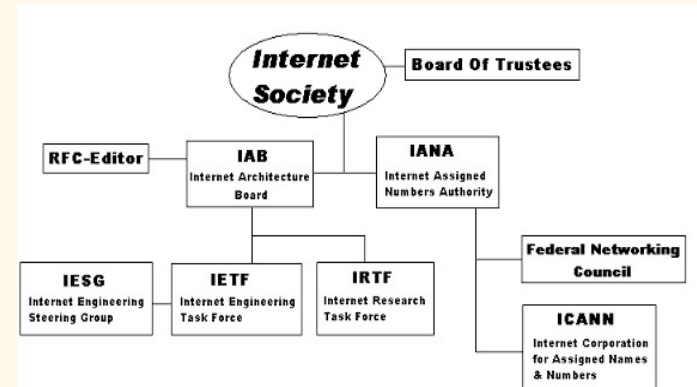 Internet
Society
Board Of Trustees
RFC-Editor
IAB
Internet Architecture
Board
IANA
Internet Assigned
Numbers Authority
Federal Networking
Council
IESG
Internet Engineering
Steering Group
IETF
Internet Engineering
Task Force
IRTF
Internet Research
Task Force
ICANN
Internet Corporation
for Assigned Names
& Numbers